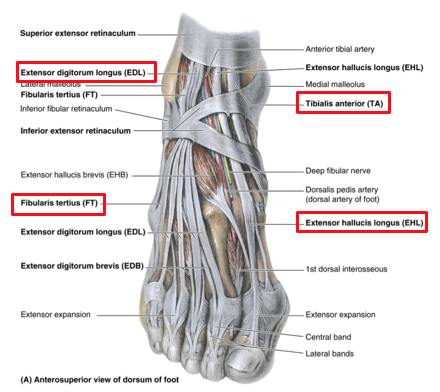 Superior extensor retinaculum
Anterior tibial artery
Extensor digitorum longus (EDL)
Extensor hallucis longus (EHL)
Lateral malleolus
Medial malleolus
Fibularis tertius (FT)
Tibialis anterior (TA)
Inferior fibular retinaculum
Inferior extensor retinaculum
Extensor hallucis brevis (EHB)
Deep fibular nerve
Dorsalis pedis artery
(dorsal artery of foot)
Fibularis tertius (FT)
Extensor hallucis longus (EHL)
Extensor digitorum longus (EDL)
Extensor digitorum brevis (EDB)
1st dorsal interosseous
Extensor expansion
Extensor expansion
Central band
Lateral bands
(A) Anterosuperior view of dorsum of foot